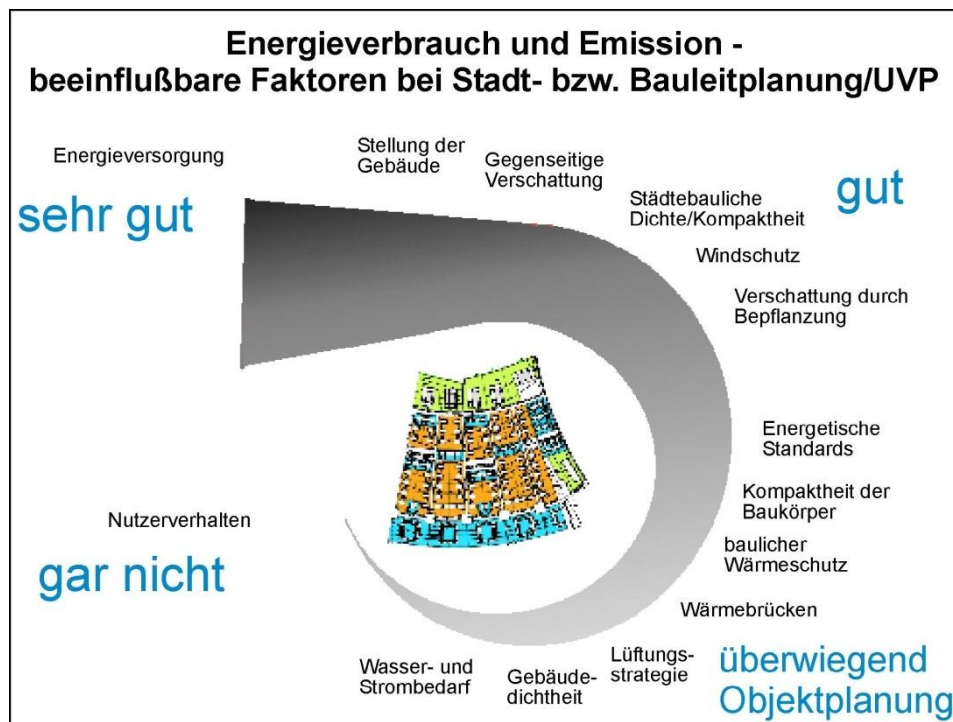 Energieverbrauch und Emission -
beeinflußbare Faktoren bei Stadt- bzw. Bauleitplanung/UVP
Energieversorgung
sehr gut
Stellung der
Gebäude
Gegenseitige
Verschattung
Städtebauliche
Dichte/Kompaktheit
gut
Windschutz
Verschattung durch
Bepflanzung
Energetische
Standards
Kompaktheit der
Baukörper
baulicher
Wärmeschutz
Wärmebrücken
überwiegend
Objektplanung
Lüftungs-
strategie
Gebäude-
dichtheit
Wasser- und
Strombedarf
Nutzerverhalten
gar nicht